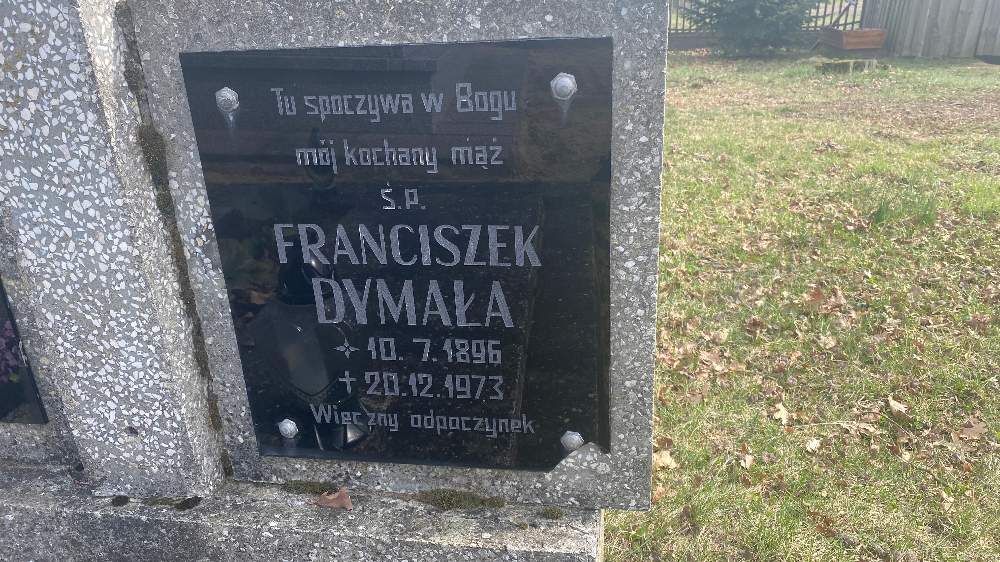 Tu spoczywa w Bogu
mój kochany mąż
ś.p.
FRANCISZEK
DYMAŁA
10.7.1896
+ 20.12.1973
Wieczny odpoczynek